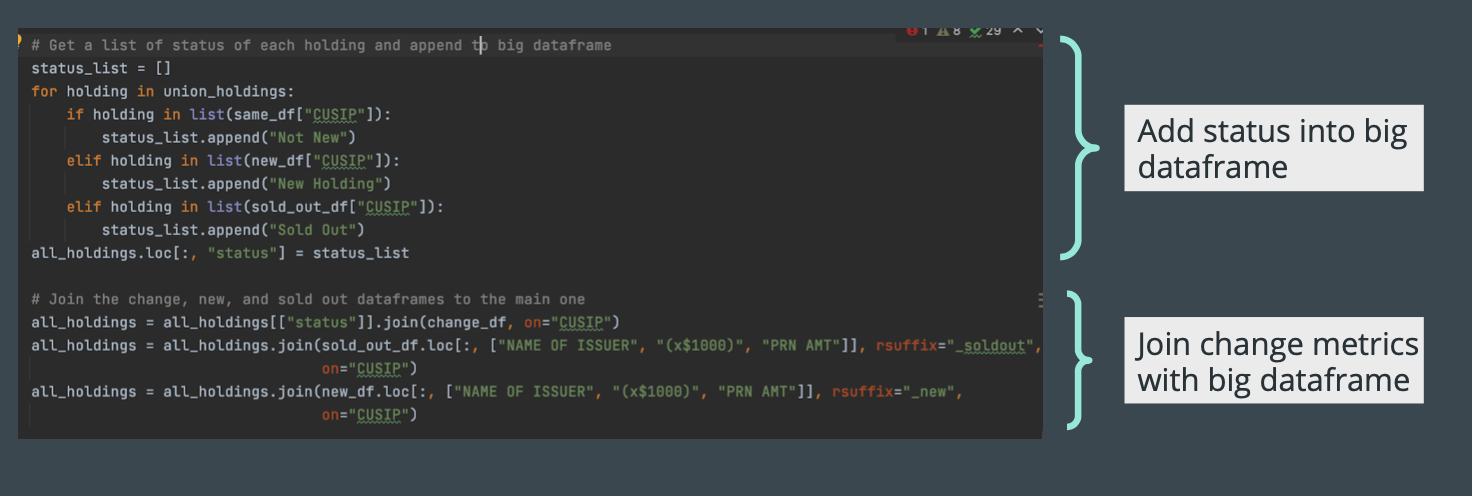 1 8 29
# Get a list of status of each holding and append to big dataframe
status_list = []
for holding in union_holdings:
    if holding in list(same_df["CUSIP"]):
        status_list.append("Not New")
    elif holding in list(new_df["CUSIP"]):
        status_list.append("New Holding")
    elif holding in list(sold_out_df["CUSIP"]):
        status_list.append("Sold Out")
all_holdings.loc[:, "status"] = status_list
# Join the change, new, and sold out dataframes to the main one
all_holdings = all_holdings[["status"]].join(change_df, on="CUSIP")
all_holdings = all_holdings.join(sold_out_df.loc[:, ["NAME OF ISSUER", "(x$1000)", "PRN AMT"]], rsuffix="_soldout",
                                 on="CUSIP")
all_holdings = all_holdings.join(new_df.loc[:, ["NAME OF ISSUER", "(x$1000)", "PRN AMT"]], rsuffix="_new",
                                 on="CUSIP")
Add status into big
dataframe
Join change metrics
with big dataframe